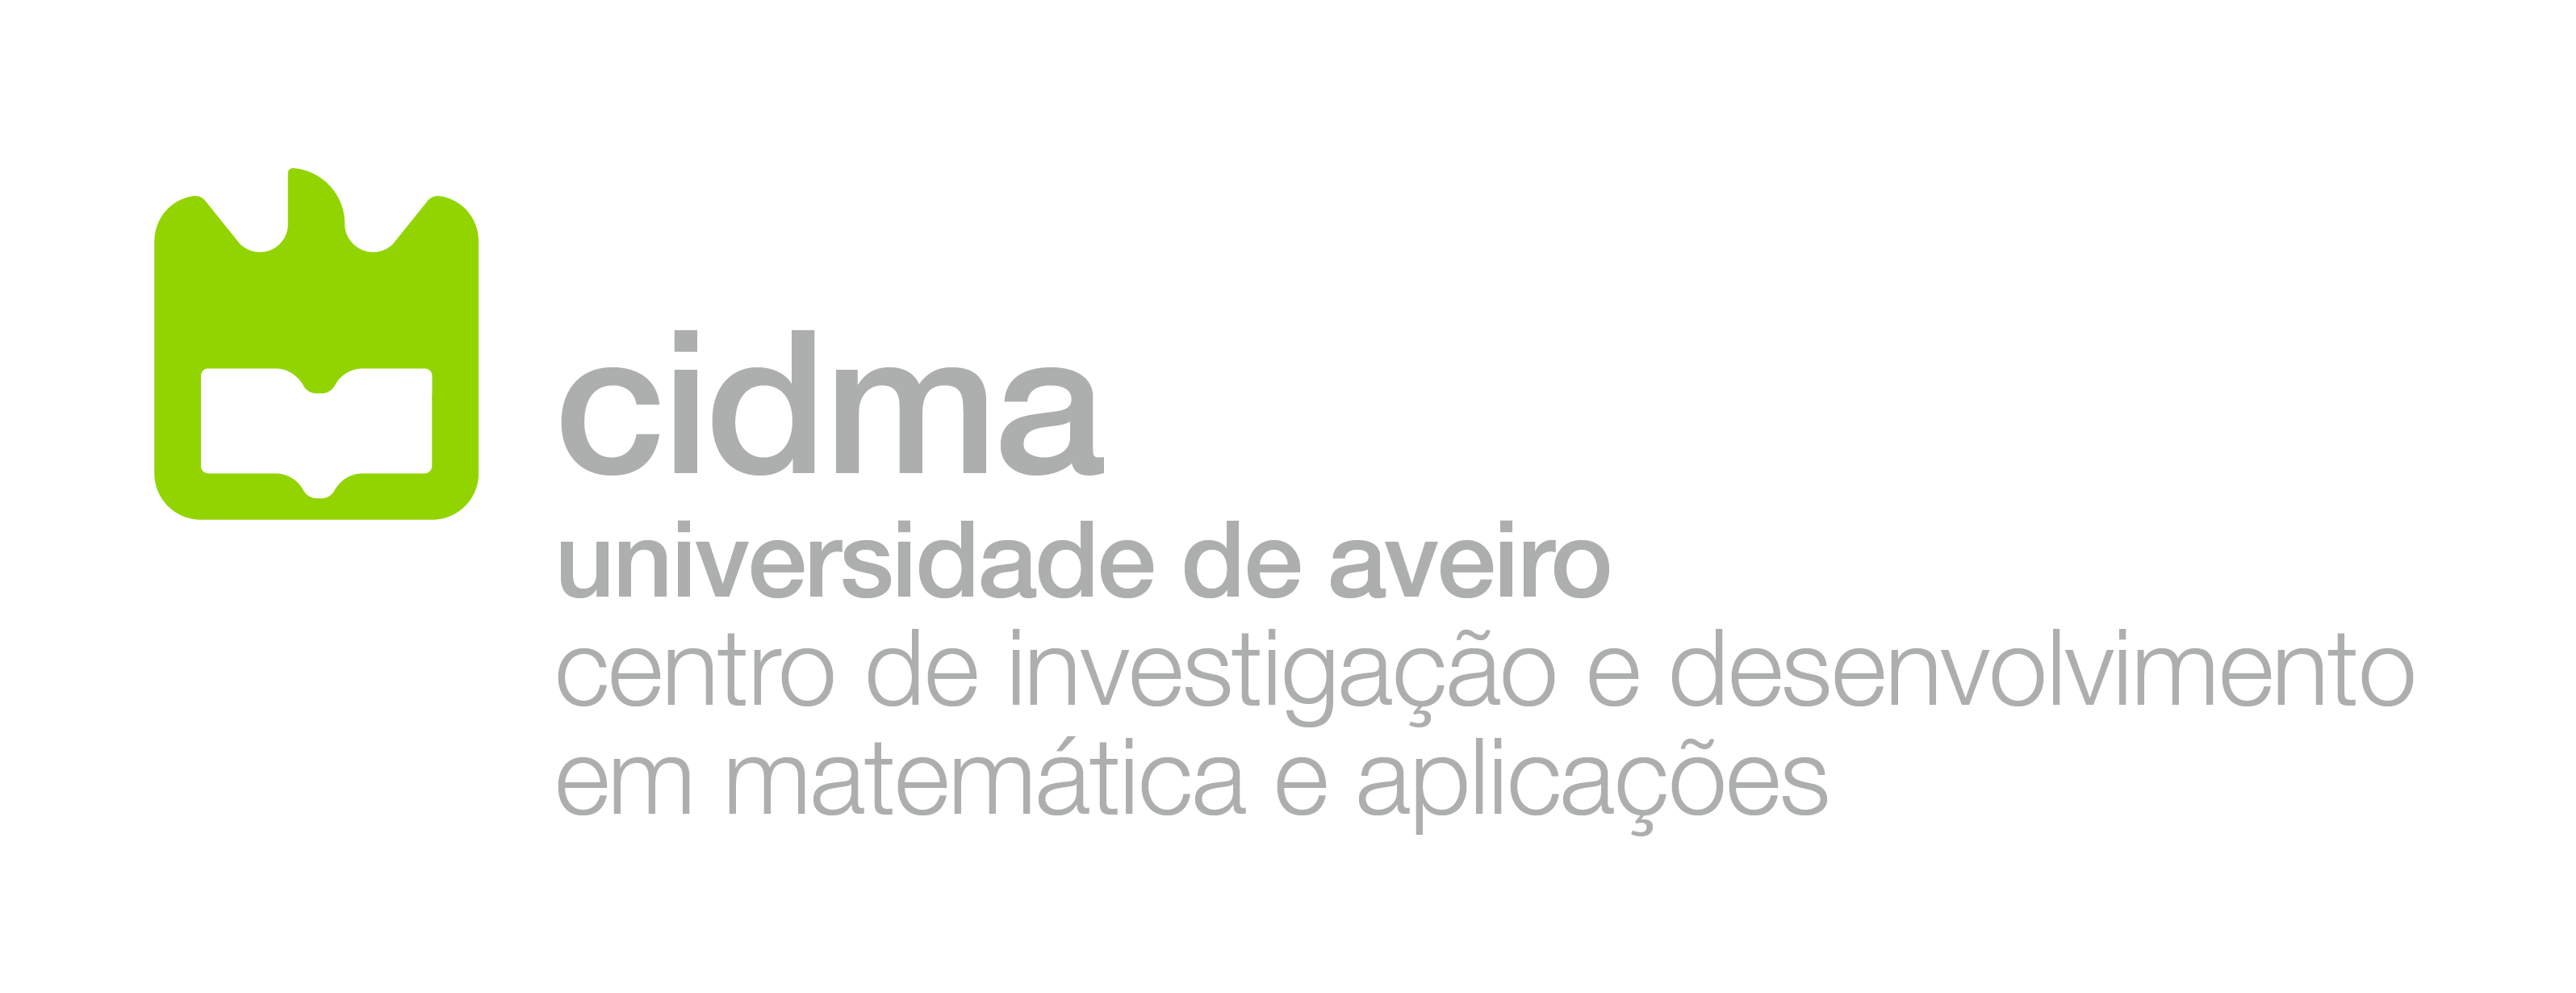 cidma
universidade de aveiro
centro de investigação e desenvolvimento
em matemática e aplicações